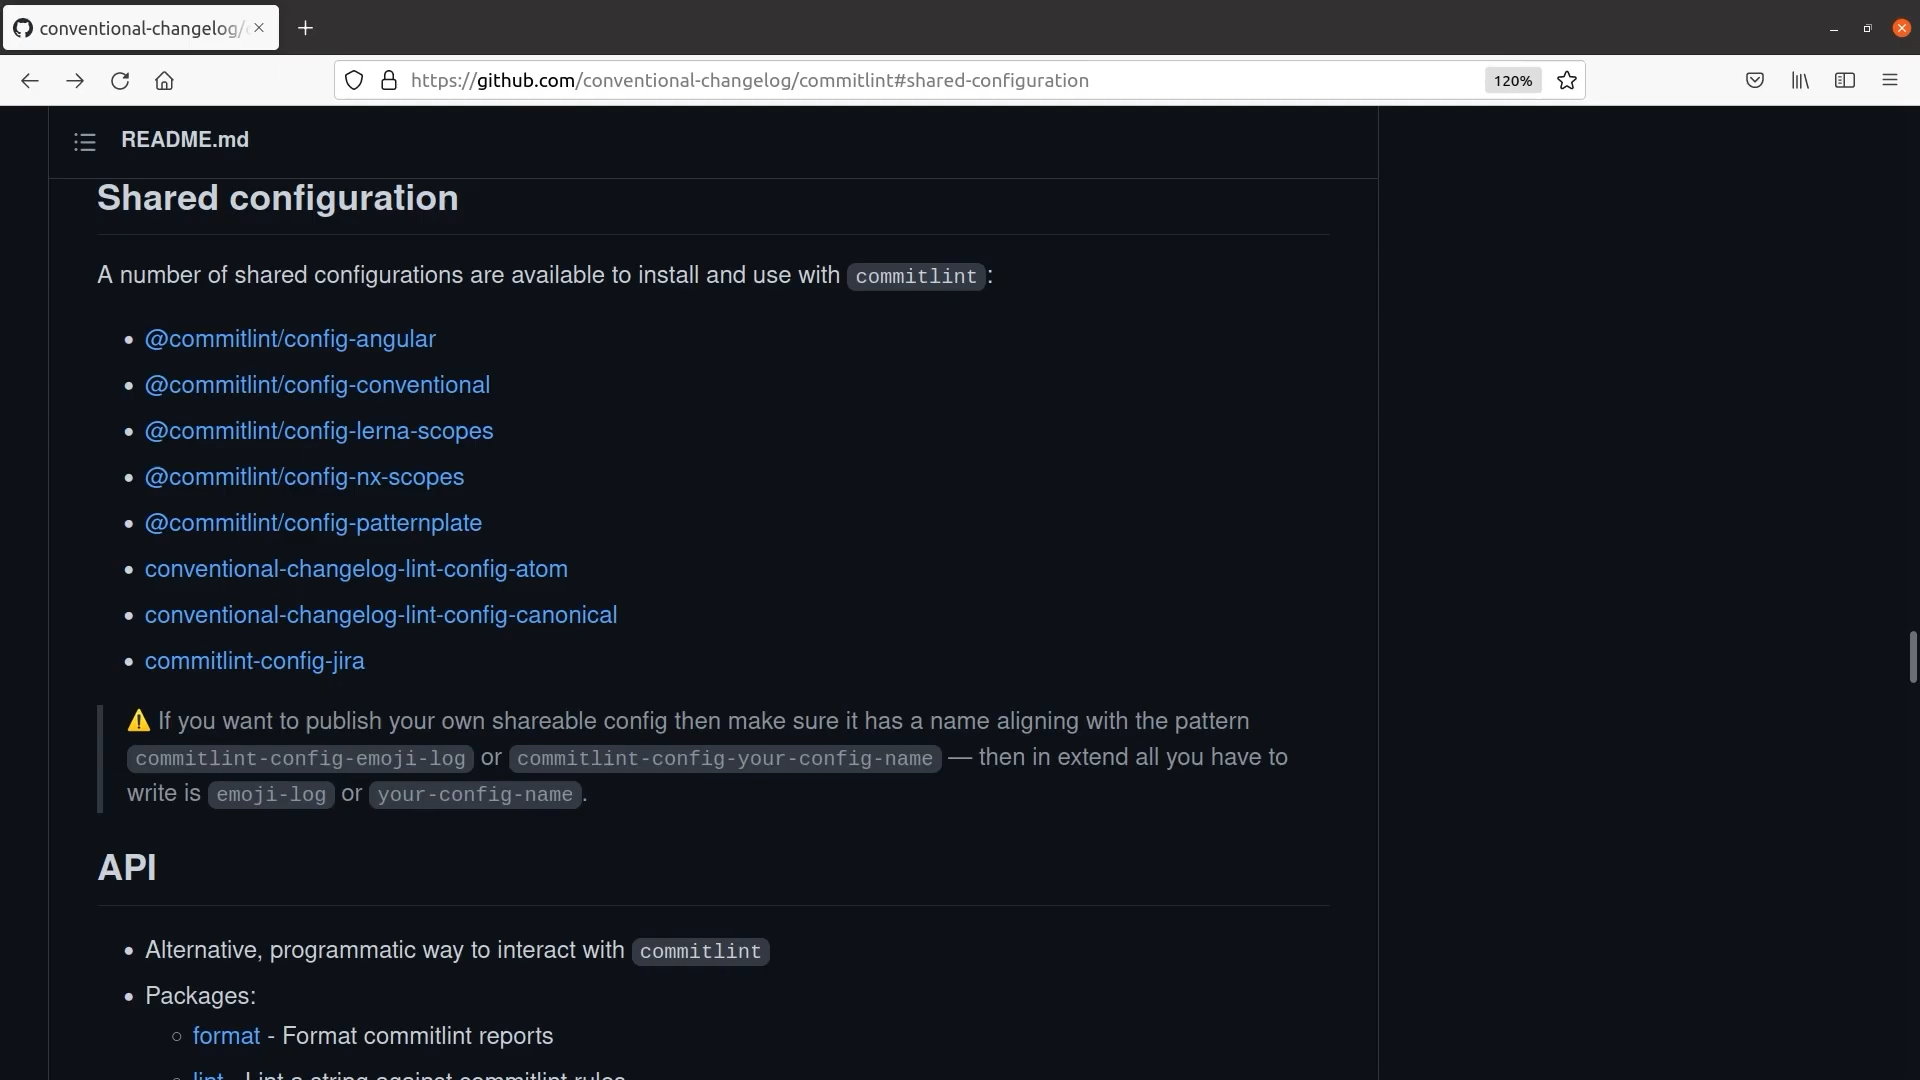 conventional-changelog/
https://github.com/conventional-changelog/commitlint#shared-configuration
120%
README.md
Shared configuration
A number of shared configurations are available to install and use with commitlint:
• @commitlint/config-angular
• @commitlint/config-conventional
• @commitlint/config-lerna-scopes
• @commitlint/config-nx-scopes
• @commitlint/config-patternplate
• conventional-changelog-lint-config-atom
• conventional-changelog-lint-config-canonical
• commitlint-config-jira
⚠️ If you want to publish your own shareable config then make sure it has a name aligning with the pattern
commitlint-config-emoji-log or commitlint-config-your-config-name — then in extend all you have to
write is emoji-log or your-config-name.
API
• Alternative, programmatic way to interact with commitlint
• Packages:
○ format - Format commitlint reports
○ lint - Lint a string against commitlint rules